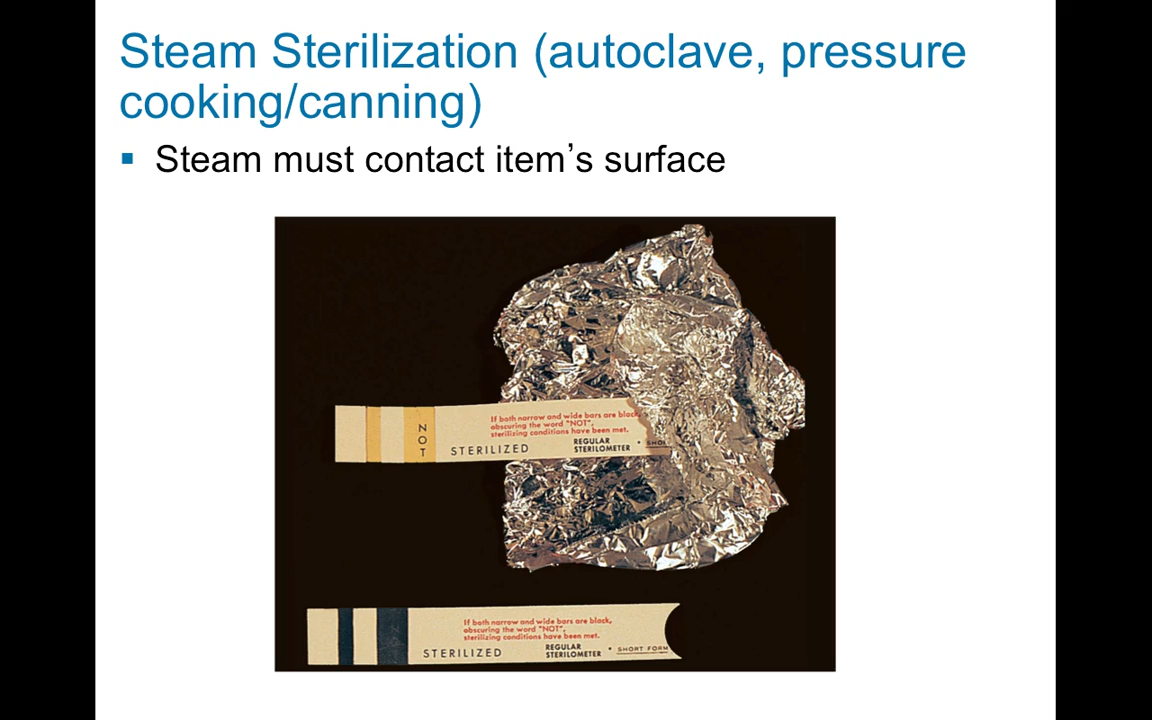 Steam Sterilization (autoclave, pressure
cooking/canning)
▪ Steam must contact item’s surface
If both narrow and wide bars are black,
obscuring the word "NOT",
sterilizing conditions have been met.
NOT
STERILIZED
REGULAR
STERILOMETER
•
If both narrow and wide bars are black,
obscuring the word "NOT",
sterilizing conditions have been met.
STERILIZED
REGULAR
STERILOMETER
• SHORT FORM